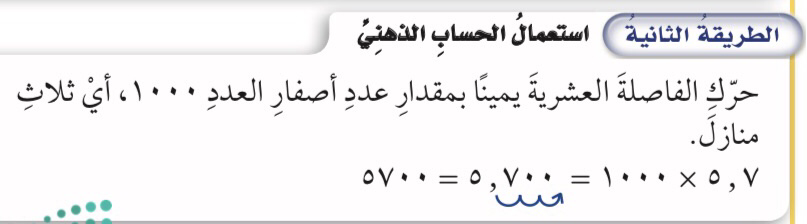 الطريقةُ الثانيةُ استعمالُ الحسابِ الذهنيِّ
حرّكِ الفاصلةَ العشريةَ يمينًا بمقدارِ عددِ أصفارِ العددِ ١٠٠٠، أيْ ثلاثِ
منازلَ.
٥,٧ × ١٠٠٠ = ٥,٧٠٠ = ٥٧٠٠